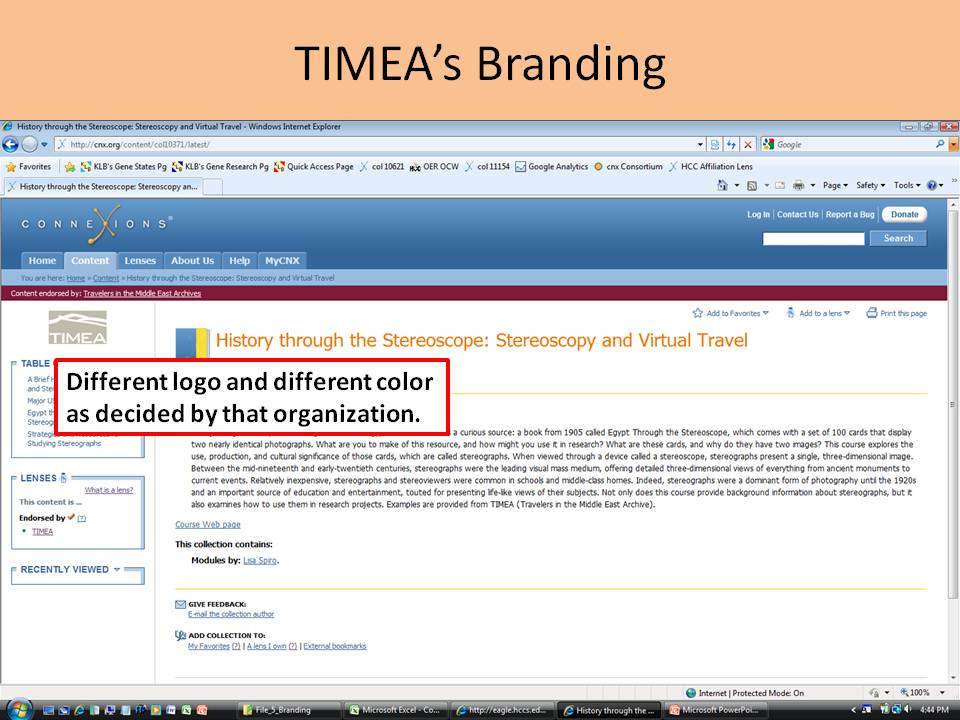 TIMEA's Branding
History through the Stereoscope: Stereoscopy and Virtual Travel - Windows Internet Explorer
http://cnx.org/content/col10371/latest/
Google
Favorites KLB's Gene States Pg KLB's Gene Research Pg Quick Access Page col 10621 OER OCW col 11154 Google Analytics cnx Consortium HCC Affiliation Lens
History through the Stereoscope: Stereoscopy an...
Page Safety Tools
CONNEXIONS®
Log In | Contact Us | Report a Bug Donate
Search
Home Content Lenses About Us Help MyCNX
You are here: Home » Content » History through the Stereoscope: Stereoscopy and Virtual Travel
Content endorsed by: Travelers in the Middle East Archives
Add to Favorites Add to a lens Print this page
TIMEA
History through the Stereoscope: Stereoscopy and Virtual Travel
TABLE
Different logo and different color
as decided by that organization.
A Brief
and Ste
Major U
Egypt
Stereog
Studying Stereographs
a curious source: a book from 1905 called Egypt Through the Stereoscope, which comes with a set of 100 cards that display
two nearly identical photographs. What are you to make of this resource, and how might you use it in research? What are these cards, and why do they have two images? This course explores the
use, production, and cultural significance of those cards, which are called stereographs. When viewed through a device called a stereoscope, stereographs present a single, three-dimensional image.
Between the mid-nineteenth and early-twentieth centuries, stereographs were the leading visual mass medium, offering detailed three-dimensional views of everything from ancient monuments to
current events. Relatively inexpensive, stereographs and stereoviewers were common in schools and middle-class homes. Indeed, stereographs were a dominant form of photography until the 1920s
and an important source of education and entertainment, touted for presenting life-like views of their subjects. Not only does this course provide background information about stereographs, but it
also examines how to use them in research projects. Examples are provided from TIMEA (Travelers in the Middle East Archive).
LENSES
What is a lens?
This content is ...
Endorsed by (?)
TIMEA
RECENTLY VIEWED
Course Web page
This collection contains:
Modules by: Lisa Spiro.
GIVE FEEDBACK:
E-mail the collection author
ADD COLLECTION TO:
My Favorites (?) | A lens I own (?) | External bookmarks
Internet | Protected Mode: On 100%
File_5_Branding Microsoft Excel - Co... http://eagle.hccs.ed... History through the ... Microsoft PowerPoi... 4:44 PM